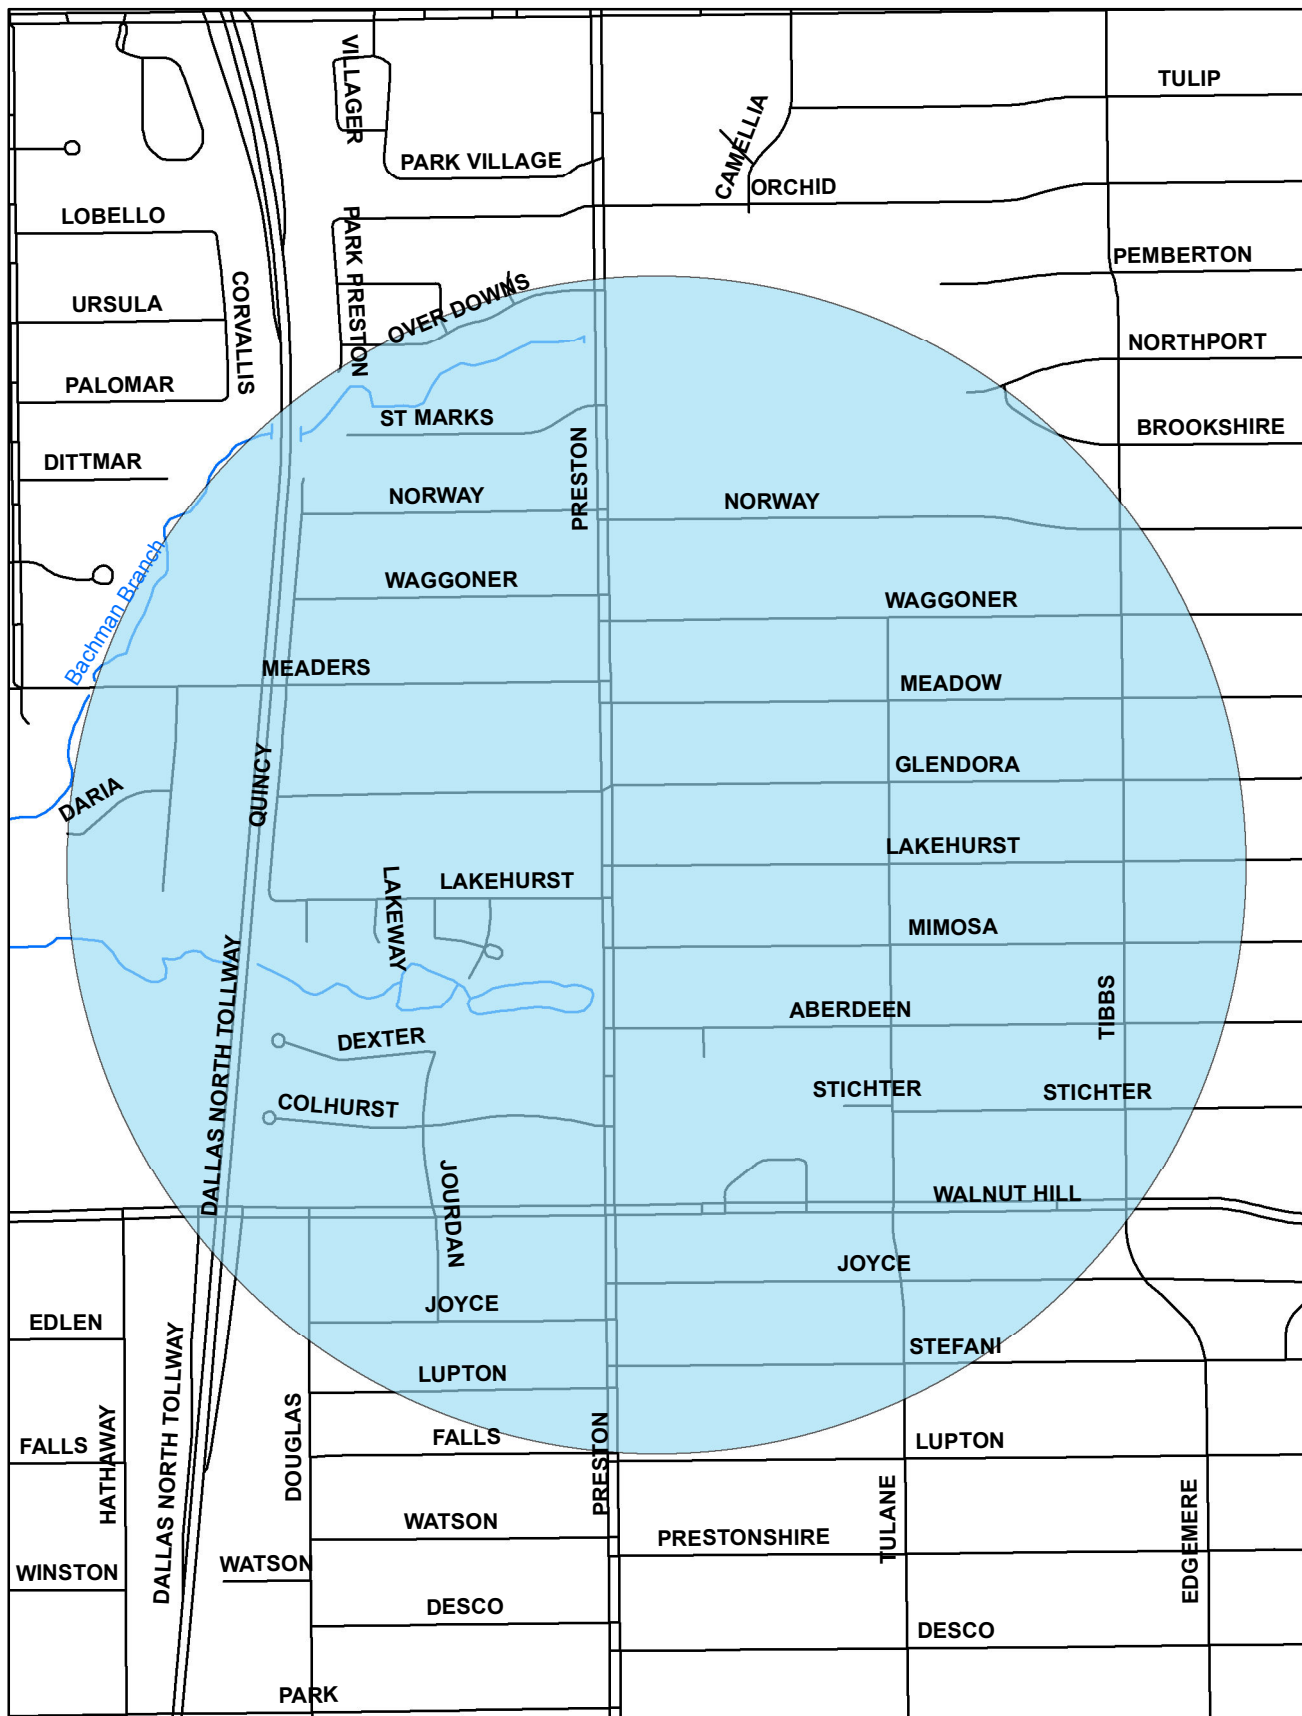 VILLAGER
TULIP
CAMELLIA
PARK VILLAGE
ORCHID
LOBELLO
PARK PRESTON
PEMBERTON
URSULA
CORVALLIS
OVER DOWNS
NORTHPORT
PALOMAR
ST MARKS
BROOKSHIRE
DITTMAR
PRESTON
NORWAY
NORWAY
Bachman Branch
WAGGONER
WAGGONER
MEADERS
MEADOW
QUINCY
GLENDORA
DARIA
LAKEHURST
LAKEHURST
LAKEWAY
MIMOSA
DALLAS NORTH TOLLWAY
ABERDEEN
TIBBS
DEXTER
STICHTER
STICHTER
COLHURST
JOURDAN
WALNUT HILL
JOYCE
JOYCE
EDLEN
STEFANI
LUPTON
DALLAS NORTH TOLLWAY
DOUGLAS
PRESTON
FALLS
HATHAWAY
FALLS
LUPTON
WATSON
TULANE
EDGEMERE
PRESTONSHIRE
WINSTON
WATSON
DESCO
DESCO
PARK